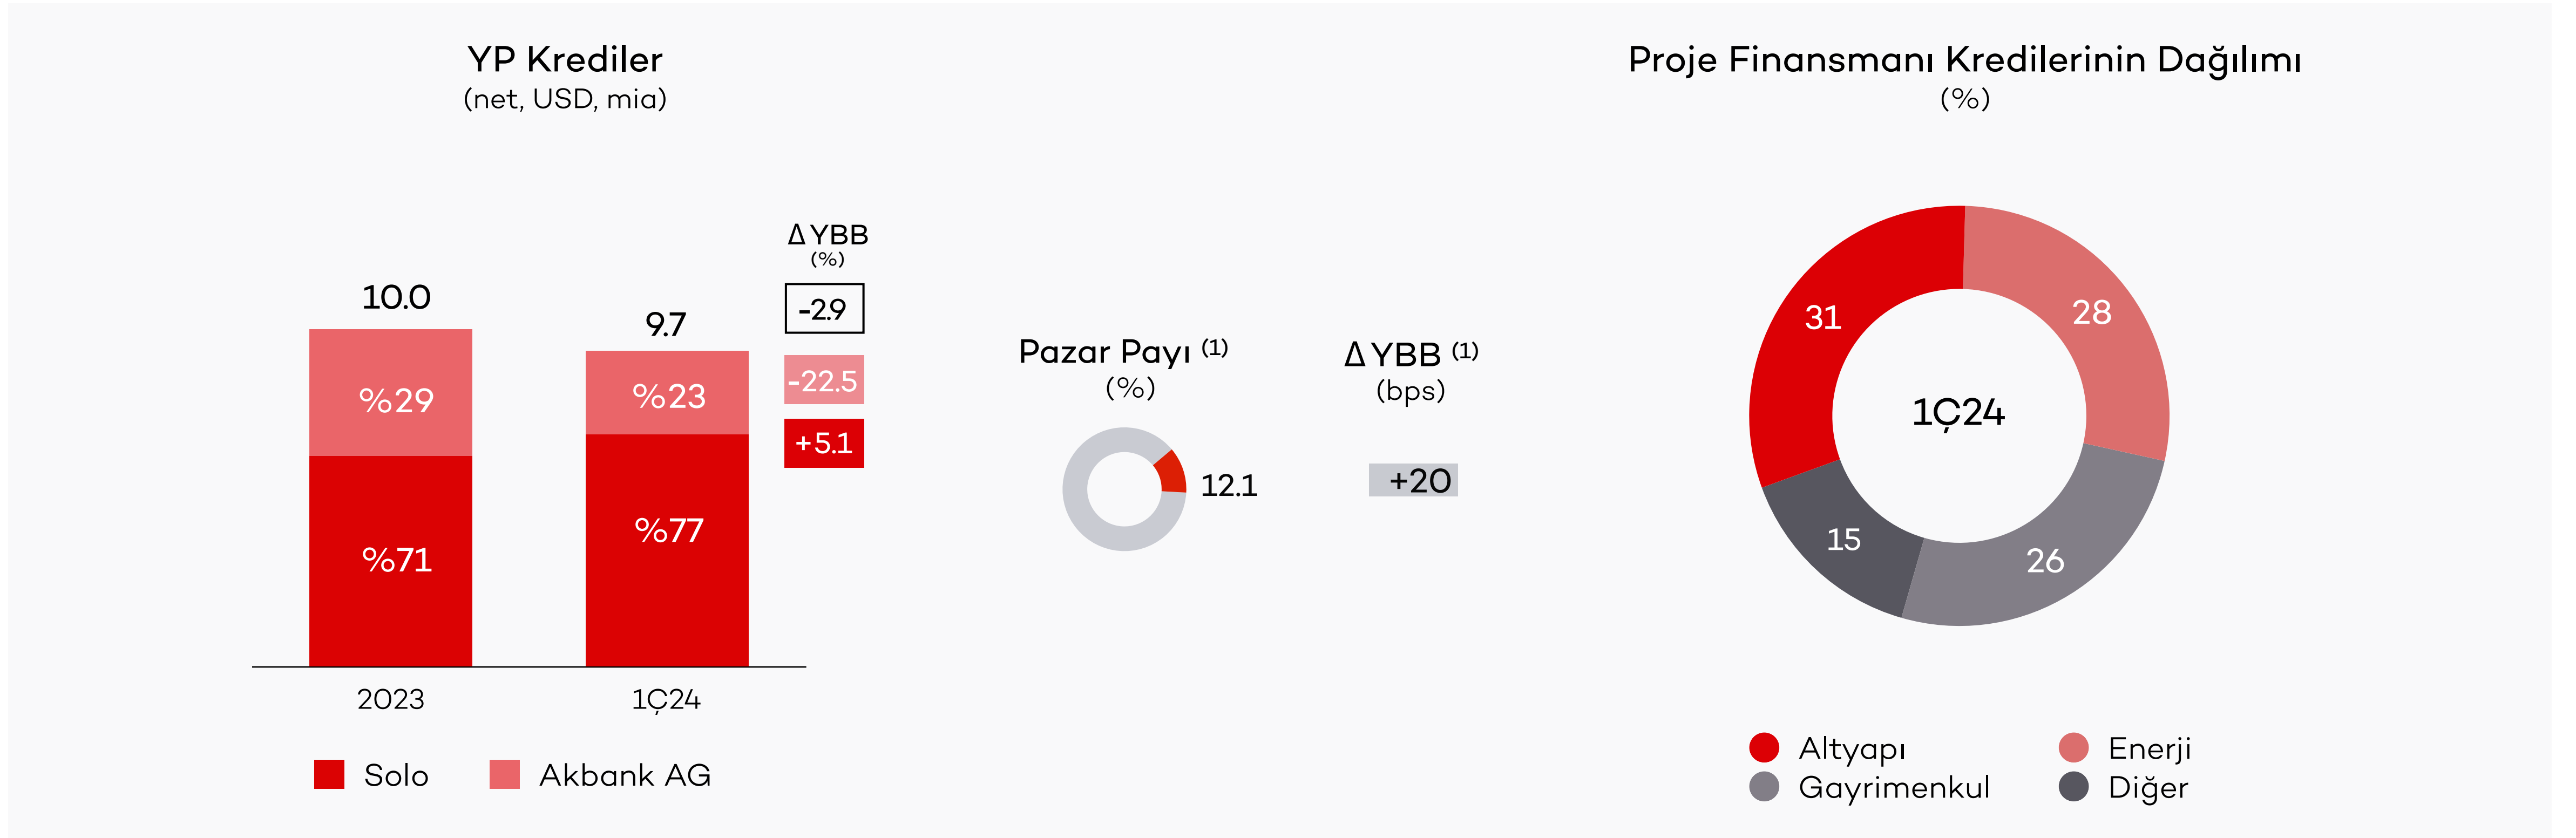 YP Krediler
(net, USD, mia)
Δ YBB
(%)
10.0
9.7
-2.9
%29
%23
-22.5
+5.1
%71
%77
2023
1Ç24
Solo
Akbank AG
Pazar Payı (1)
(%)
12.1
Δ YBB (1)
(bps)
+20
Proje Finansmanı Kredilerinin Dağılımı
(%)
31
28
1Ç24
15
26
Altyapı
Enerji
Gayrimenkul
Diğer